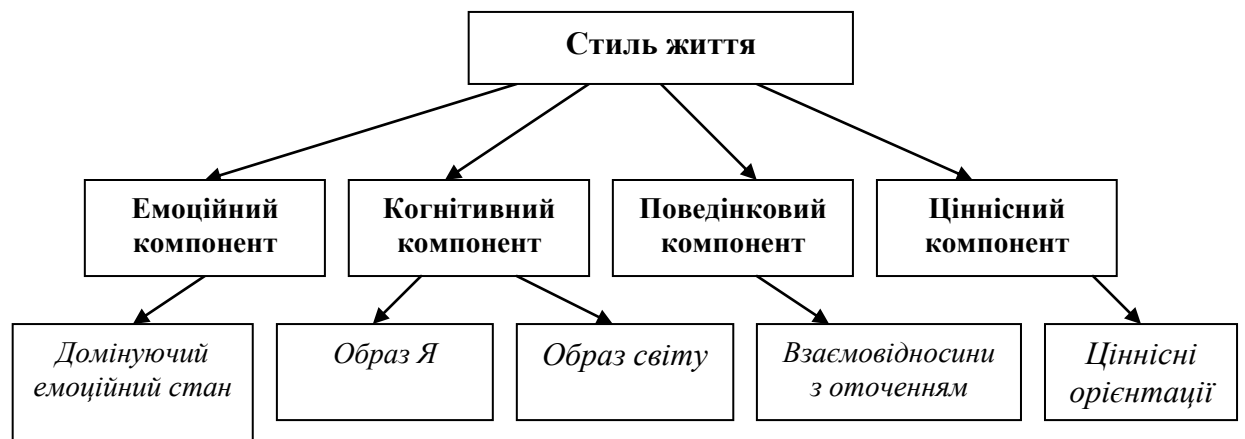 Стиль життя
Емоційний
компонент
Когнітивний
компонент
Поведінковий
компонент
Ціннісний
компонент
Домінуючий
емоційний стан
Образ Я
Образ світу
Взаємовідносини
з оточенням
Ціннісні
орієнтації